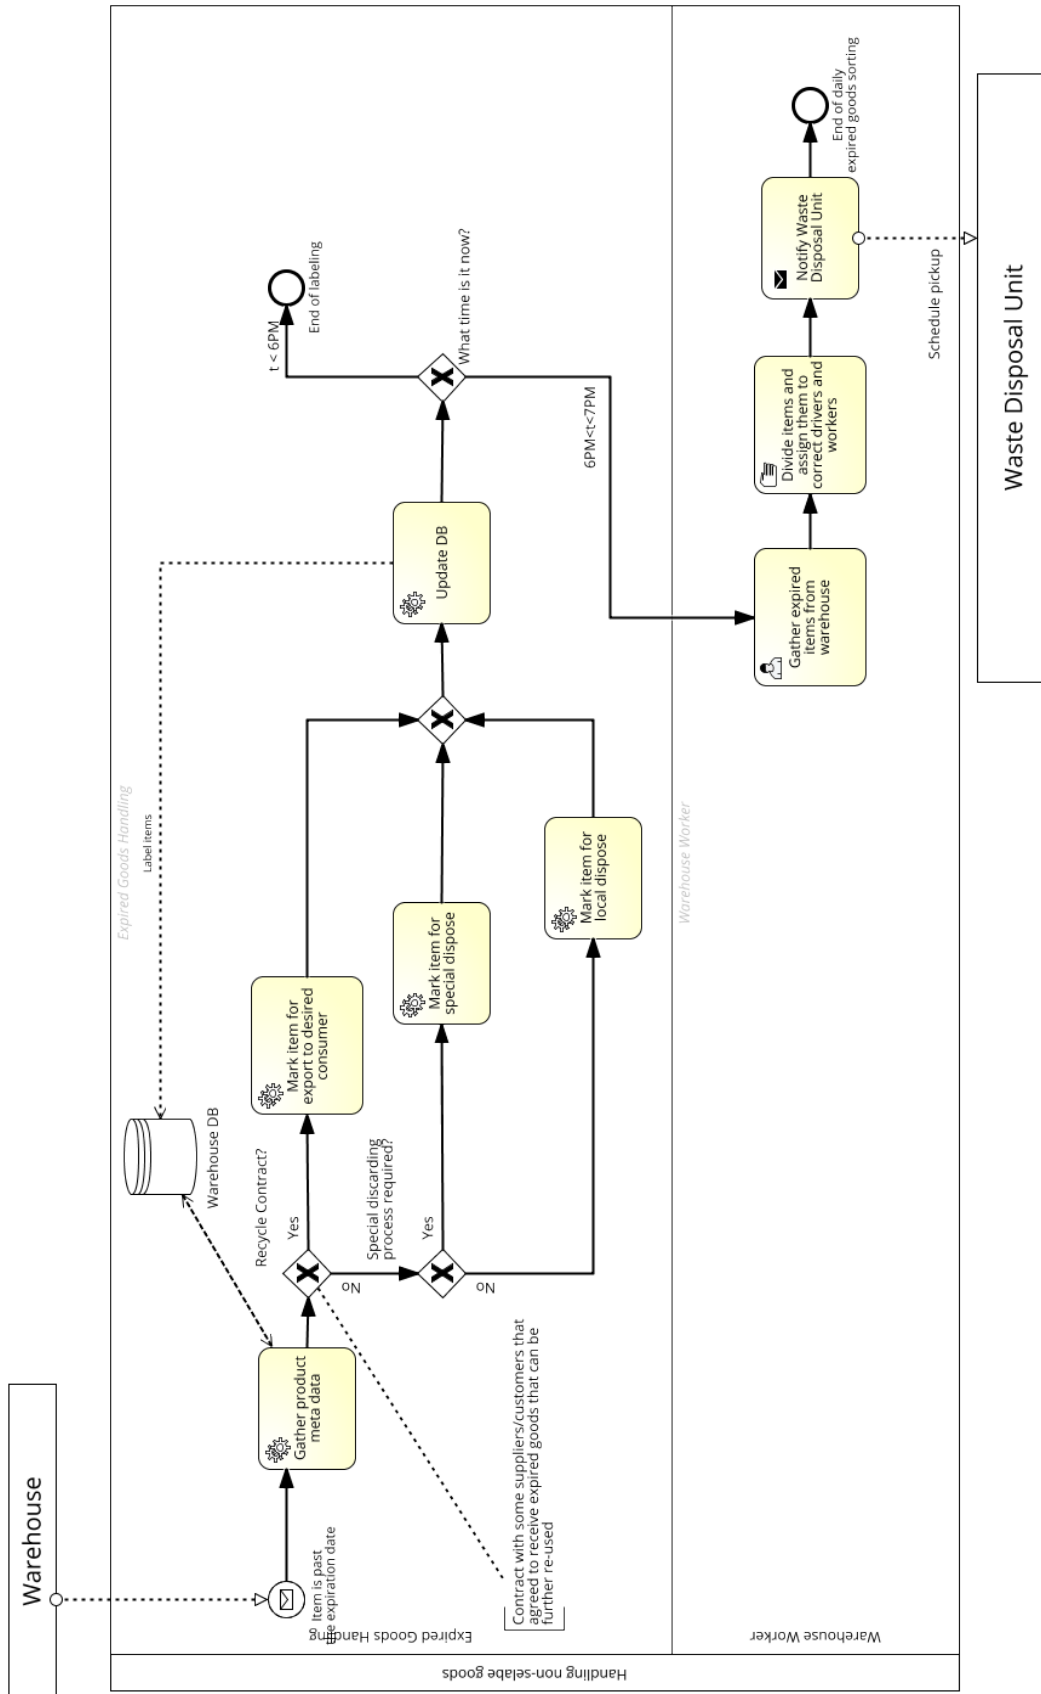 Warehouse
Handling non-selabe goods
Expired Goods Handling
Warehouse Worker
Expired Goods Handling
Warehouse Worker
Item is past
the expiration date
Gather product
meta data
Warehouse DB
Label items
Recycle Contract?
Yes
No
Contract with some suppliers/customers that
agreed to receive expired goods that can be
further re-used
Special discarding
process required?
Yes
No
Mark item for
export to desired
consumer
Mark item for
special dispose
Mark item for
local dispose
Update DB
What time is it now?
t < 6PM
End of labeling
6PM<t<7PM
Gather expired
items from
warehouse
Divide items and
assign them to
correct drivers and
workers
Notify Waste
Disposal Unit
End of daily
expired goods sorting
Schedule pickup
Waste Disposal Unit